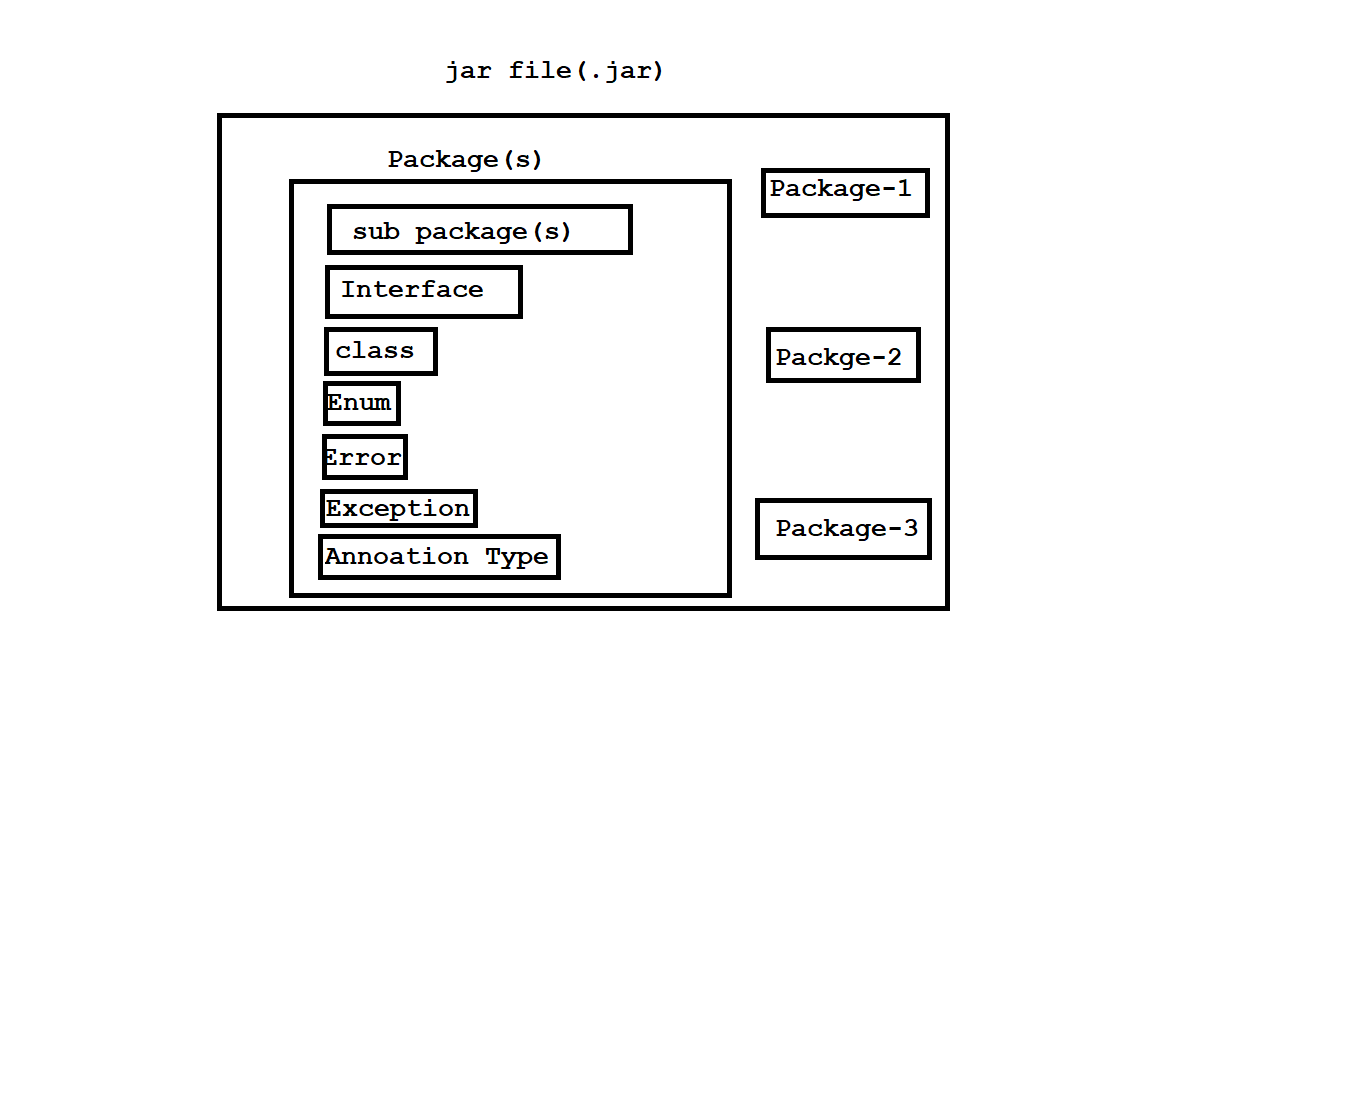 jar file(.jar)
Package(s)
sub package(s)
Interface
class
Enum
Error
Exception
Annoation Type
Package-1
Packge-2
Package-3